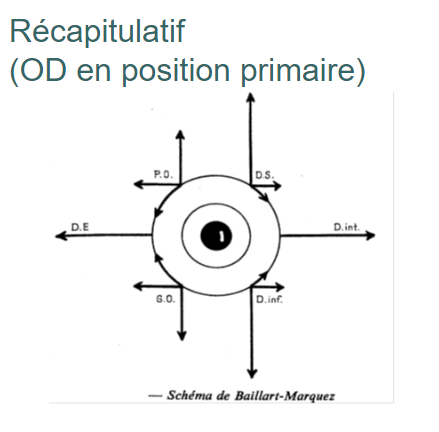 Récapitulatif
(OD en position primaire)
P.O.
D.S.
D.E
D.int.
G.O.
D.inf.
— Schéma de Baillart-Marquez